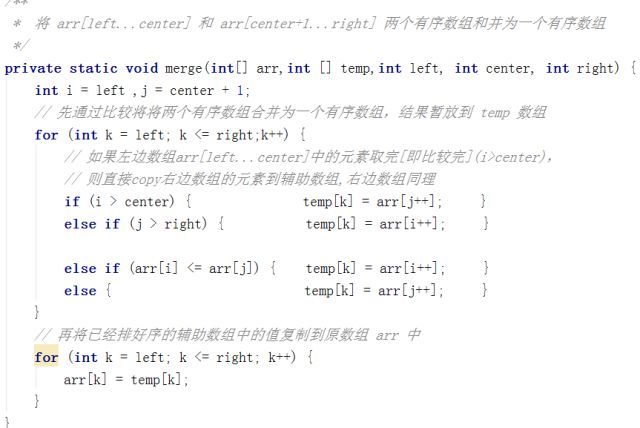 /**
 * 将 arr[left...center] 和 arr[center+1...right] 两个有序数组和并为一个有序数组
 */
private static void merge(int[] arr,int [] temp,int left, int center, int right) {
    int i = left ,j = center + 1;
    // 先通过比较将将两个有序数组合并为一个有序数组，结果暂放到 temp 数组
    for (int k = left; k <= right;k++) {
        // 如果左边数组arr[left...center]中的元素取完[即比较完](i>center),
        // 则直接copy右边数组的元素到辅助数组,右边数组同理
        if (i > center) {              temp[k] = arr[j++];     }
        else if (j > right) {          temp[k] = arr[i++];     }
        else if (arr[i] <= arr[j]) {   temp[k] = arr[i++];     }
        else {                         temp[k] = arr[j++];     }
    }
    // 再将已经排好序的辅助数组中的值复制到原数组 arr 中
    for (int k = left; k <= right; k++) {
        arr[k] = temp[k];
    }
}